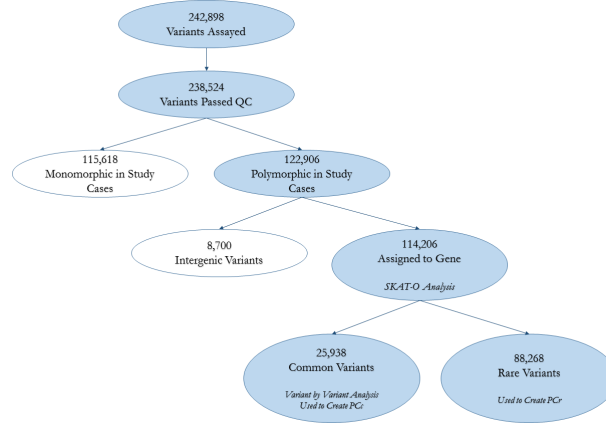 242,898
Variants Assayed
238,524
Variants Passed QC
115,618
Monomorphic in Study
Cases
122,906
Polymorphic in Study
Cases
8,700
Intergenic Variants
114,206
Assigned to Gene
SKAT-O Analysis
25,938
Common Variants
Variant by Variant Analysis
Used to Create PCc
88,268
Rare Variants
Used to Create PCr